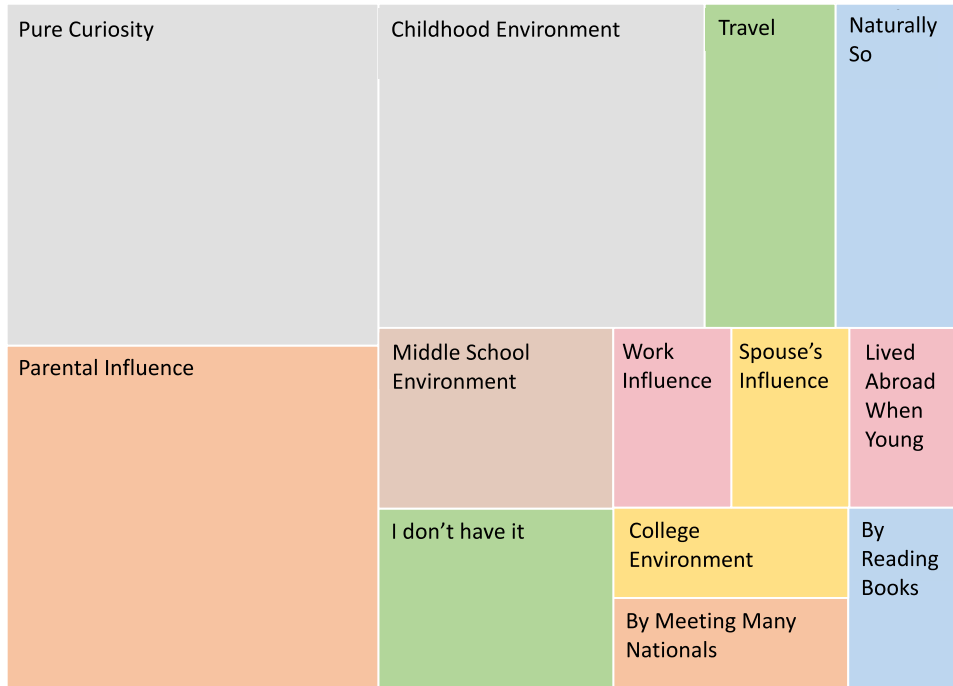 Pure Curiosity
Childhood Environment
Travel
Naturally
So
Parental Influence
Middle School
Environment
Work
Influence
Spouse’s
Influence
Lived
Abroad
When
Young
I don’t have it
College
Environment
By
Reading
Books
By Meeting Many
Nationals